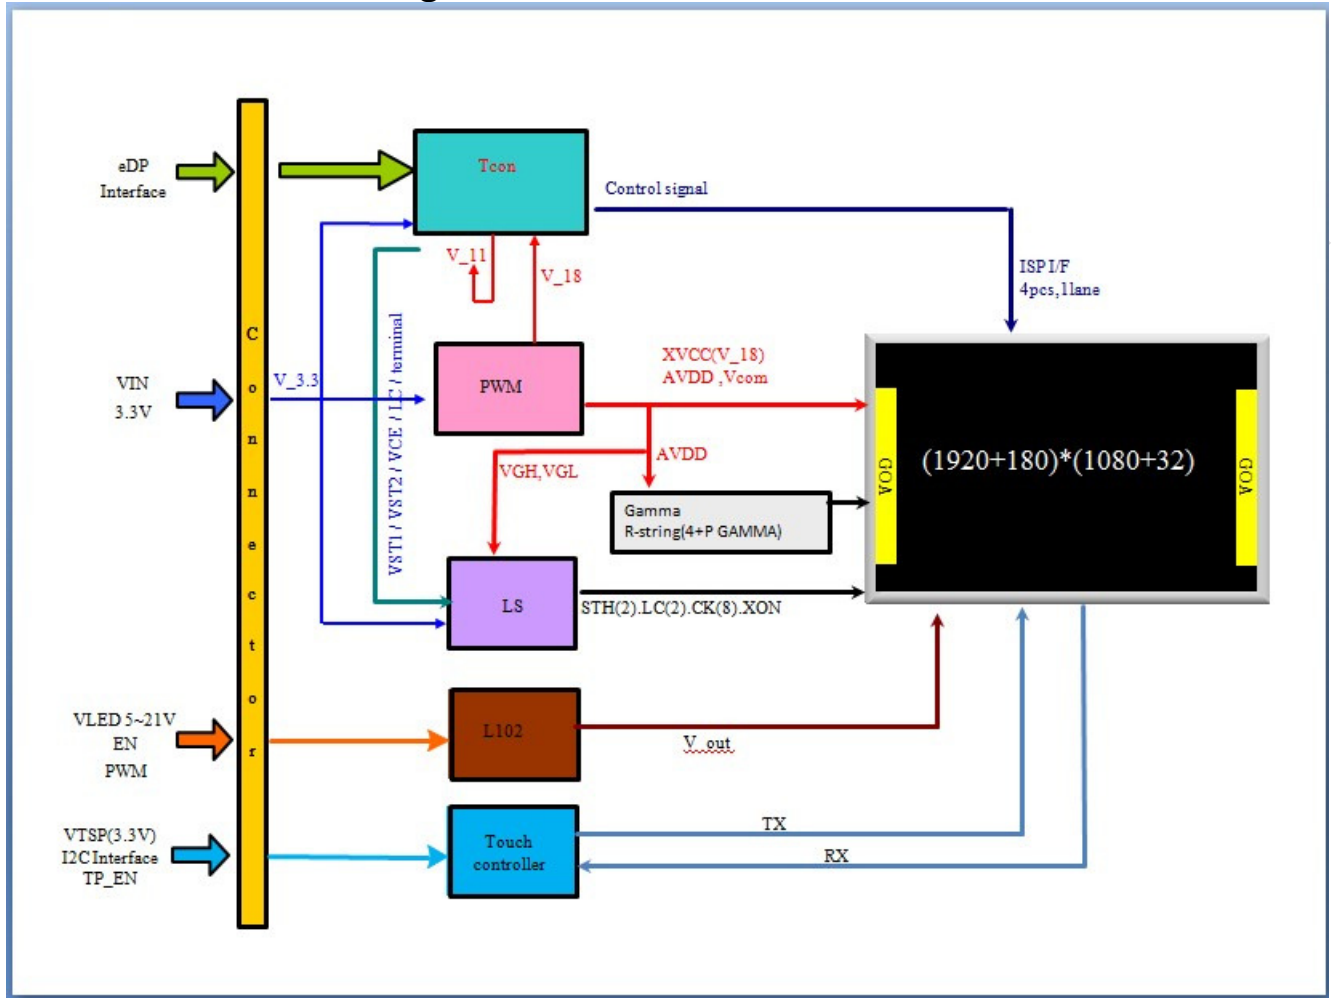 eDP
Interface
VIN
3.3V
VLED 5~21V
EN
PWM
VTSP(3.3V)
I2C Interface
TP_EN
Connector
Tcon
Control signal
V_11
V_18
ISP I/F
4pcs,1lane
V_3.3
VST1 / VST2 / VCE / LC / terminal
PWM
XVCC(V_18)
AVDD ,Vcom
VGH,VGL
AVDD
Gamma
R-string(4+P GAMMA)
GOA
(1920+180)*(1080+32)
GOA
LS
STH(2).LC(2).CK(8).XON
L102
V_out
Touch
controller
TX
RX